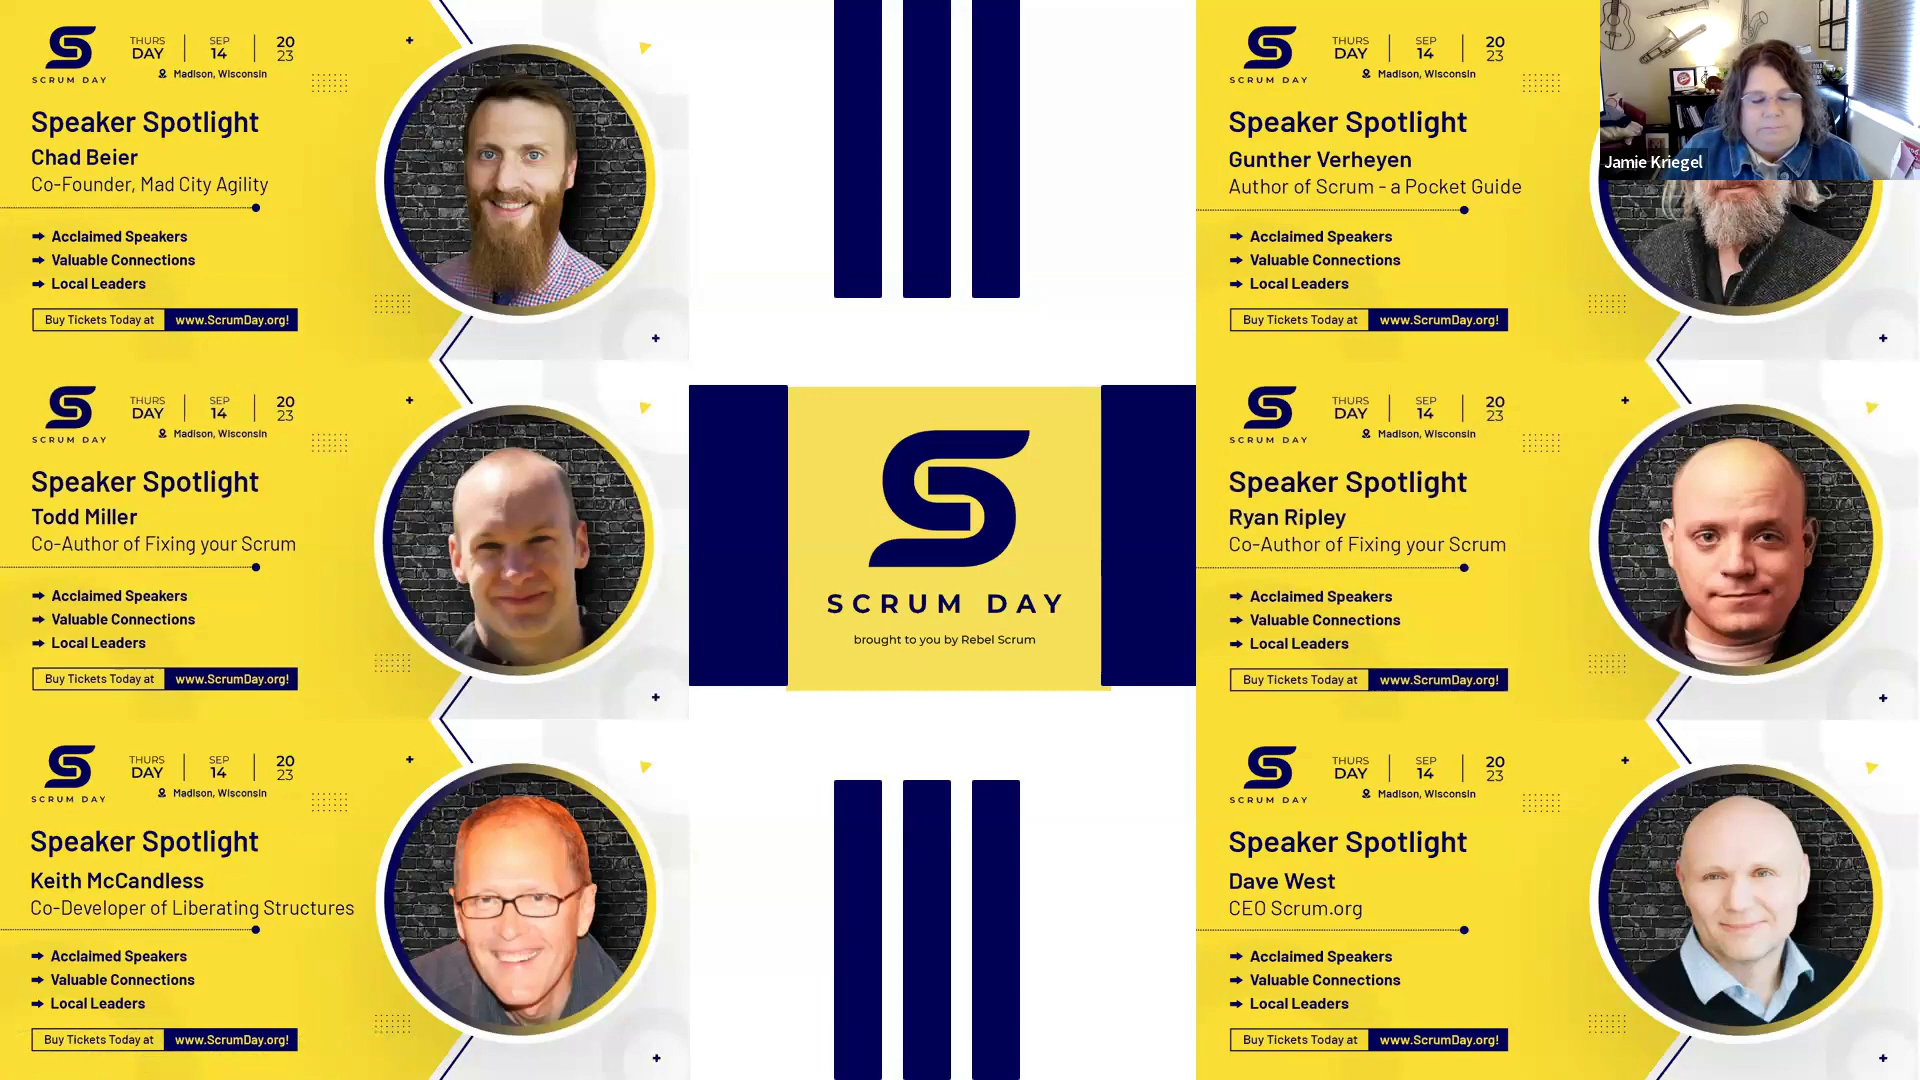 THURS
DAY
SEP
14
20
23
Madison, Wisconsin
SCRUM DAY
Speaker Spotlight
Chad Beier
Co-Founder, Mad City Agility
Acclaimed Speakers
Valuable Connections
Local Leaders
Buy Tickets Today at www.ScrumDay.org!
THURS
DAY
SEP
14
20
23
Madison, Wisconsin
SCRUM DAY
Speaker Spotlight
Gunther Verheyen
Author of Scrum - a Pocket Guide
Acclaimed Speakers
Valuable Connections
Local Leaders
Buy Tickets Today at www.ScrumDay.org!
Jamie Kriegel
THURS
DAY
SEP
14
20
23
Madison, Wisconsin
SCRUM DAY
Speaker Spotlight
Todd Miller
Co-Author of Fixing your Scrum
Acclaimed Speakers
Valuable Connections
Local Leaders
Buy Tickets Today at www.ScrumDay.org!
SCRUM DAY
brought to you by Rebel Scrum
THURS
DAY
SEP
14
20
23
Madison, Wisconsin
SCRUM DAY
Speaker Spotlight
Ryan Ripley
Co-Author of Fixing your Scrum
Acclaimed Speakers
Valuable Connections
Local Leaders
Buy Tickets Today at www.ScrumDay.org!
THURS
DAY
SEP
14
20
23
Madison, Wisconsin
SCRUM DAY
Speaker Spotlight
Keith McCandless
Co-Developer of Liberating Structures
Acclaimed Speakers
Valuable Connections
Local Leaders
Buy Tickets Today at www.ScrumDay.org!
THURS
DAY
SEP
14
20
23
Madison, Wisconsin
SCRUM DAY
Speaker Spotlight
Dave West
CEO Scrum.org
Acclaimed Speakers
Valuable Connections
Local Leaders
Buy Tickets Today at www.ScrumDay.org!